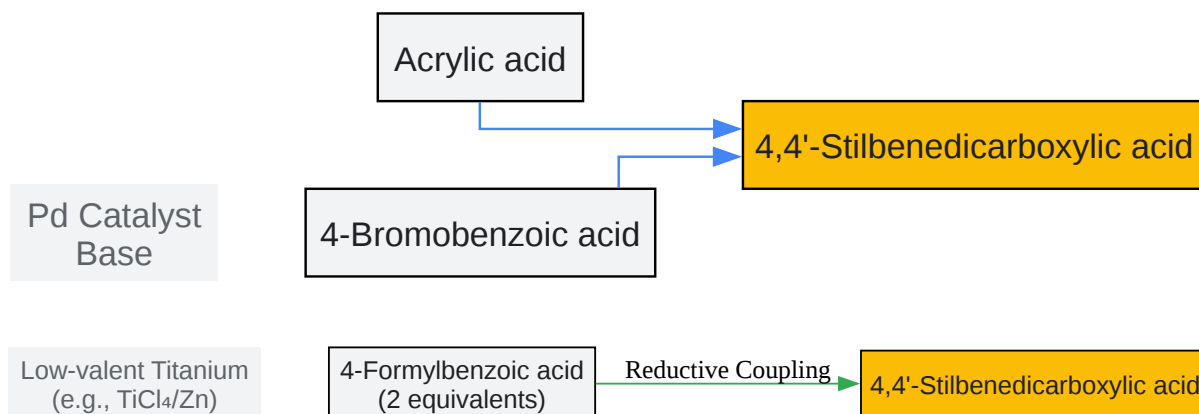 Acrylic acid
4,4'-Stilbenedicarboxylic acid
Pd Catalyst
Base
4-Bromobenzoic acid
Low-valent Titanium
(e.g., TiCl₄/Zn)
4-Formylbenzoic acid
(2 equivalents)
Reductive Coupling
4,4'-Stilbenedicarboxylic acid